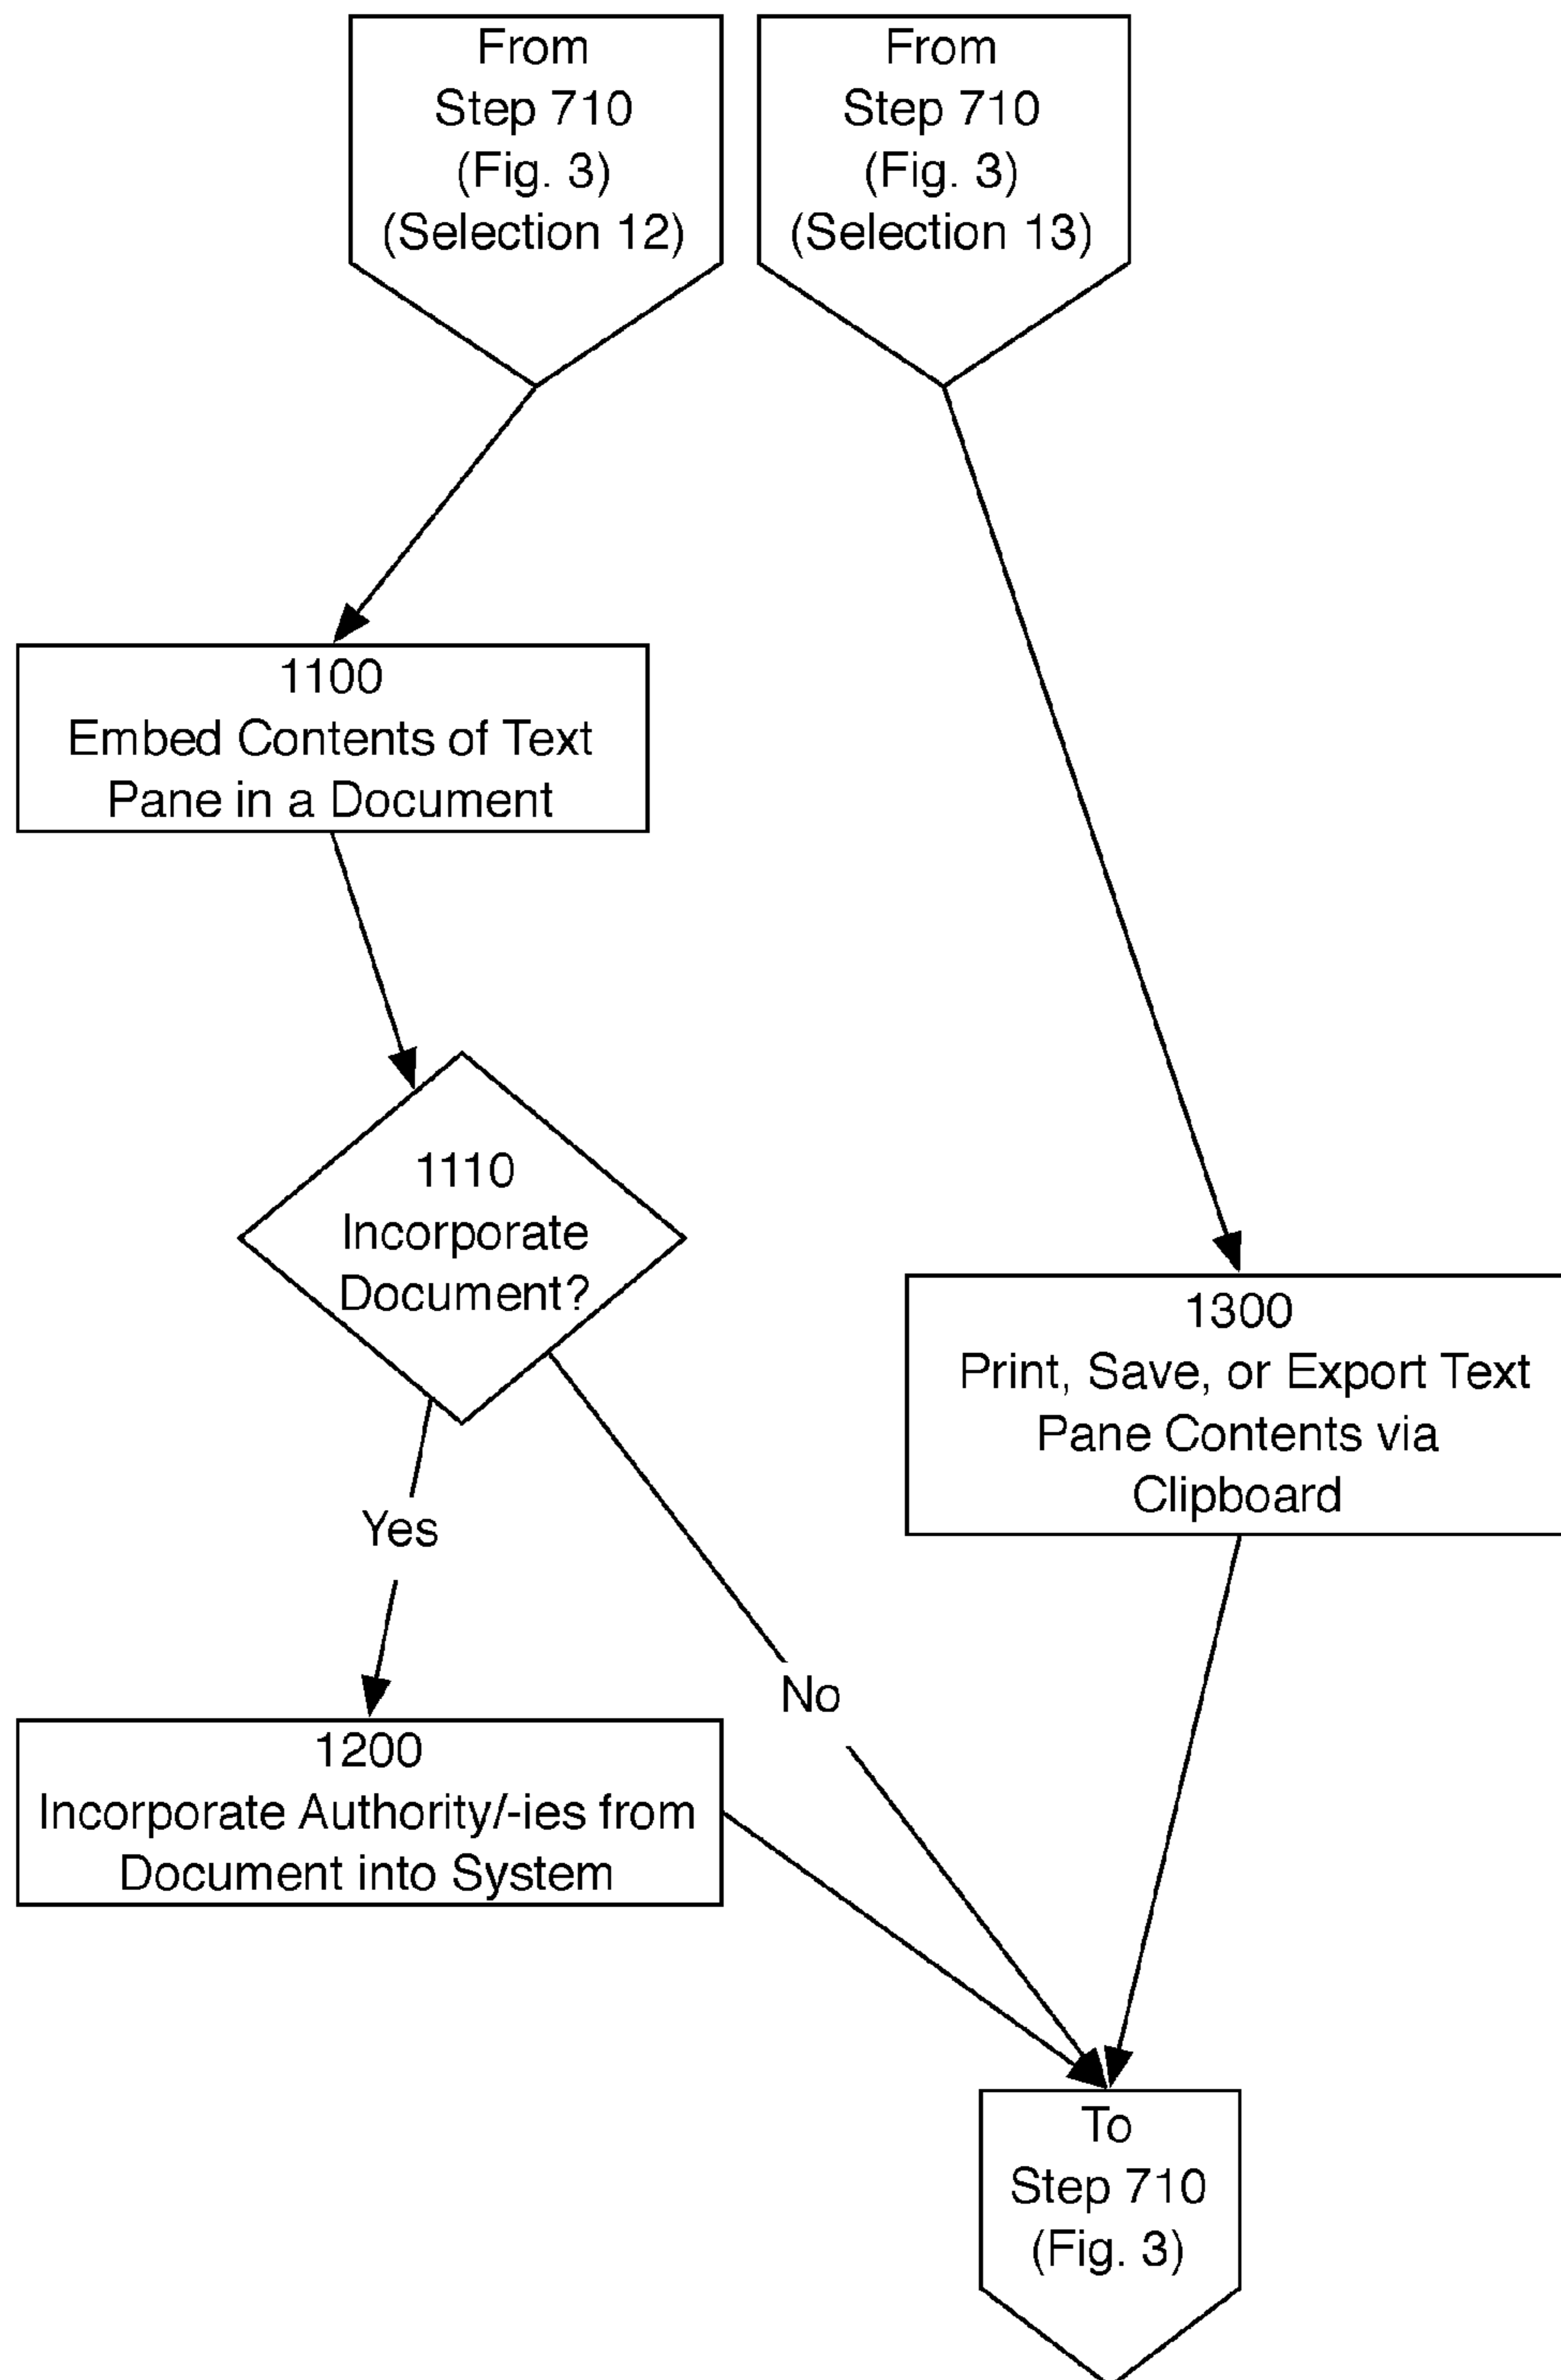 From
Step 710
(Fig. 3)
(Selection 12)
From
Step 710
(Fig. 3)
(Selection 13)
1100
Embed Contents of Text
Pane in a Document
1110
Incorporate
Document?
1300
Print, Save, or Export Text
Pane Contents via
Clipboard
Yes
No
1200
Incorporate Authority/-ies from
Document into System
To
Step 710
(Fig. 3)